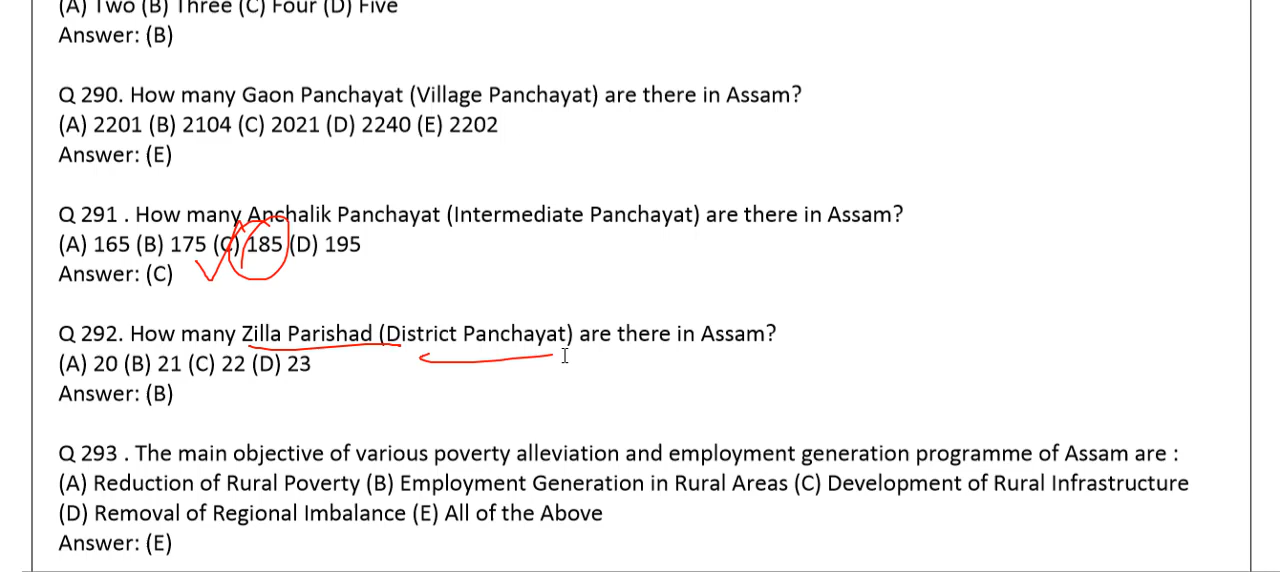 (A) Two (B) Three (C) Four (D) Five
Answer: (B)
Q 290. How many Gaon Panchayat (Village Panchayat) are there in Assam?
(A) 2201 (B) 2104 (C) 2021 (D) 2240 (E) 2202
Answer: (E)
Q 291 . How many Anchalik Panchayat (Intermediate Panchayat) are there in Assam?
(A) 165 (B) 175 (C) 185 (D) 195
Answer: (C)
Q 292. How many Zilla Parishad (District Panchayat) are there in Assam?
(A) 20 (B) 21 (C) 22 (D) 23
Answer: (B)
Q 293 . The main objective of various poverty alleviation and employment generation programme of Assam are :
(A) Reduction of Rural Poverty (B) Employment Generation in Rural Areas (C) Development of Rural Infrastructure
(D) Removal of Regional Imbalance (E) All of the Above
Answer: (E)